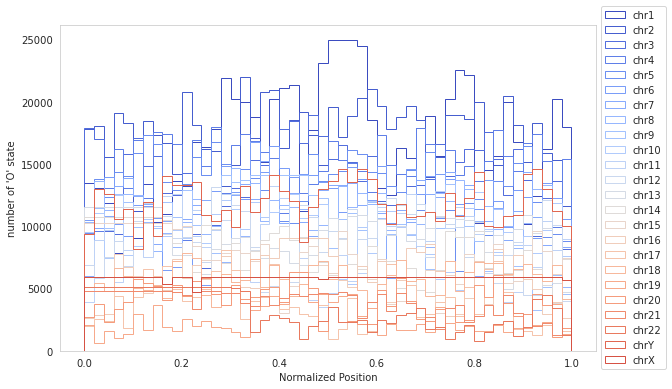 number of 'O' state
25000
20000
15000
10000
5000
0
0.0 0.2 0.4 0.6 0.8 1.0
Normalized Position
chr1
chr2
chr3
chr4
chr5
chr6
chr7
chr8
chr9
chr10
chr11
chr12
chr13
chr14
chr15
chr16
chr17
chr18
chr19
chr20
chr21
chr22
chrY
chrX